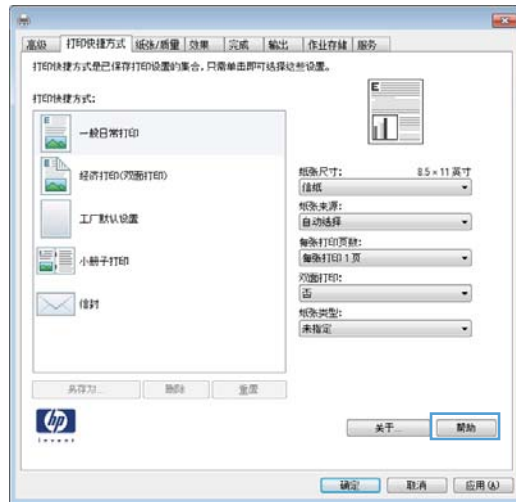 高级 打印快捷方式 纸张/质量 效果 完成 输出 作业存储 服务
打印快捷方式是已保存打印设置的集合，只需单击即可选择这些设置。
打印快捷方式:
一般日常打印
经济打印(双面打印)
工厂默认设置
小册子打印
信封
E
纸张尺寸: 8.5 × 11 英寸
信纸
纸张来源:
自动选择
每张打印页数:
每张打印 1 页
双面打印:
否
纸张类型:
未指定
另存为... 删除 重置
hp
invent
关于... 帮助
确定 取消 应用(A)